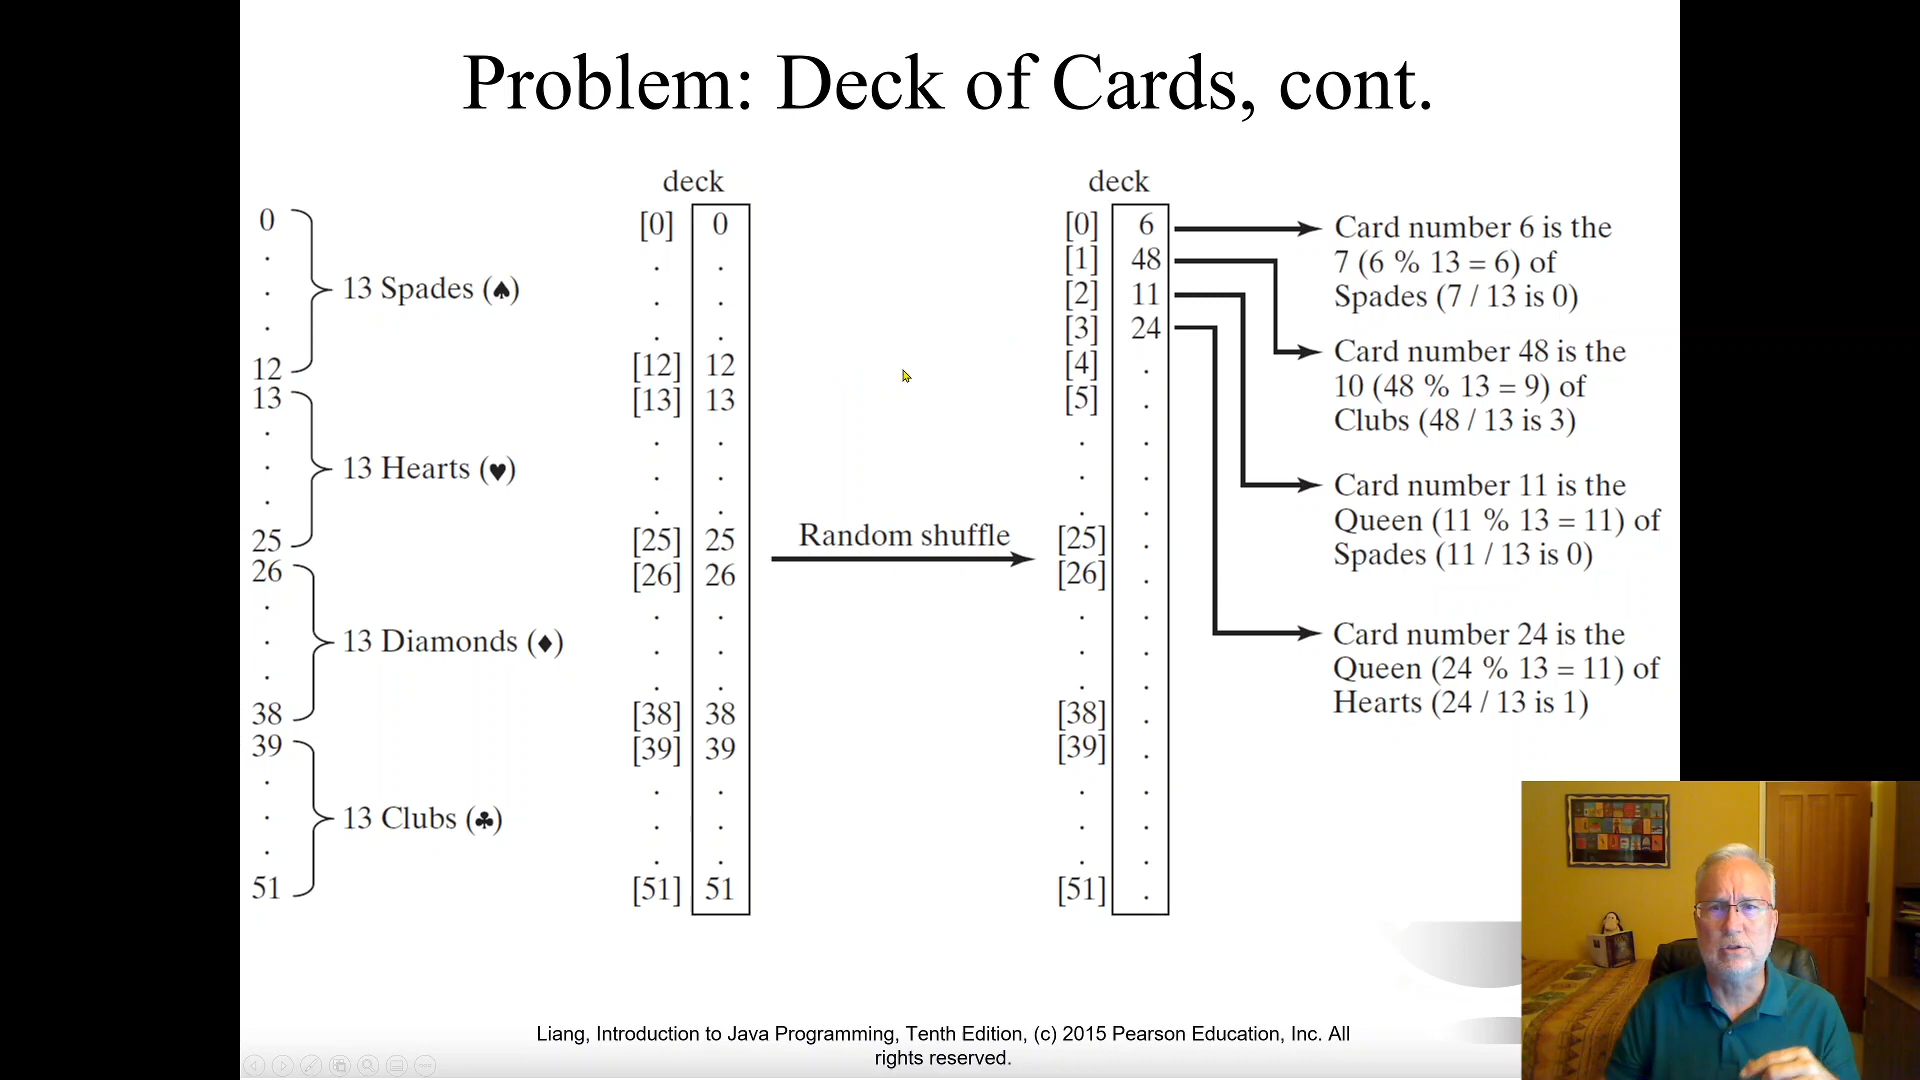 Problem: Deck of Cards, cont.
deck
deck
0
.
.
.
12
13
.
.
.
25
26
.
.
.
38
39
.
.
.
51
13 Spades (♠)
13 Hearts (♥)
13 Diamonds (♦)
13 Clubs (♣)
[0] 0
. .
. .
. .
[12] 12
[13] 13
. .
. .
. .
[25] 25
[26] 26
. .
. .
. .
[38] 38
[39] 39
. .
. .
. .
[51] 51
Random shuffle
[0] 6
[1] 48
[2] 11
[3] 24
[4] .
[5] .
. .
. .
. .
[25] .
[26] .
. .
. .
. .
[38] .
[39] .
. .
. .
. .
[51] .
Card number 6 is the
7 (6 % 13 = 6) of
Spades (7 / 13 is 0)
Card number 48 is the
10 (48 % 13 = 9) of
Clubs (48 / 13 is 3)
Card number 11 is the
Queen (11 % 13 = 11) of
Spades (11 / 13 is 0)
Card number 24 is the
Queen (24 % 13 = 11) of
Hearts (24 / 13 is 1)
Liang, Introduction to Java Programming, Tenth Edition, (c) 2015 Pearson Education, Inc. All
rights reserved.